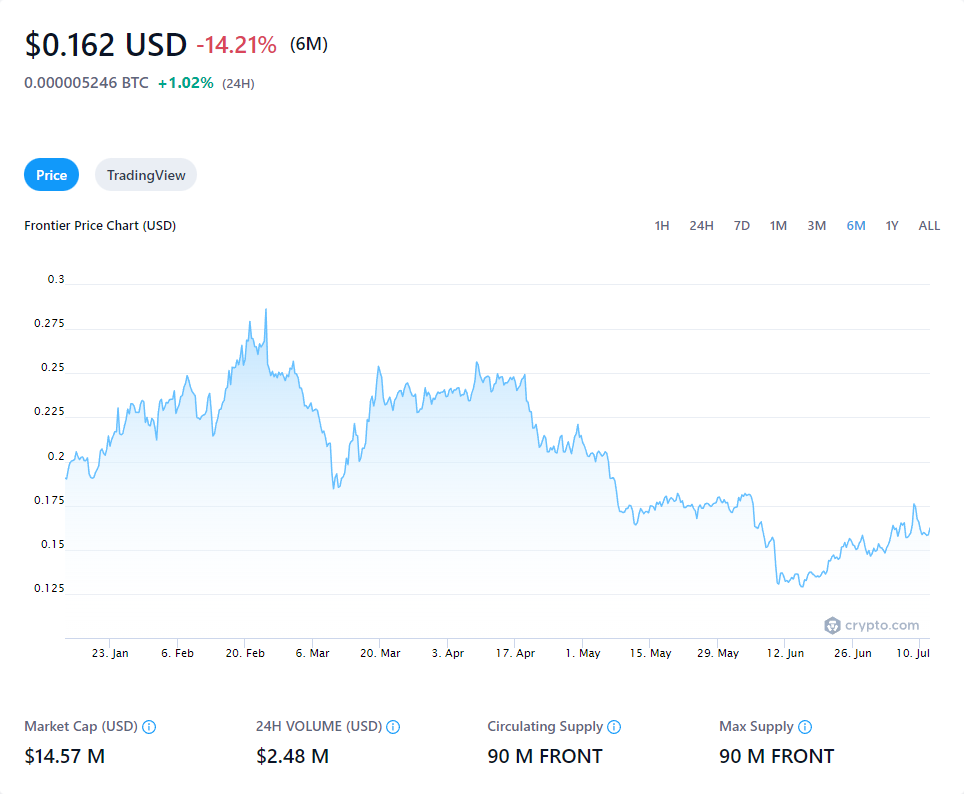 $0.162 USD -14.21% (6M)
0.000005246 BTC +1.02% (24H)
Price TradingView
Frontier Price Chart (USD) 1H 24H 7D 1M 3M 6M 1Y ALL
0.3
0.275
0.25
0.225
0.2
0.175
0.15
0.125
crypto.com
23. Jan 6. Feb 20. Feb 6. Mar 20. Mar 3. Apr 17. Apr 1. May 15. May 29. May 12. Jun 26. Jun 10. Jul
Market Cap (USD) 24H VOLUME (USD) Circulating Supply Max Supply
$14.57 M $2.48 M 90 M FRONT 90 M FRONT